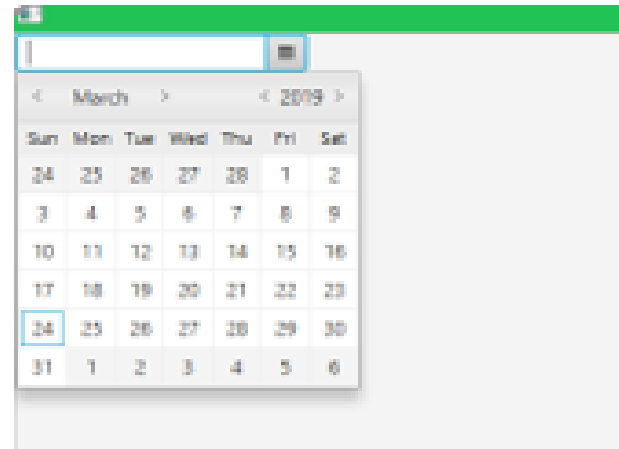 < March > < 2019 >
Sun Mon Tue Wed Thu Fri Sat
24 25 26 27 28 1 2
3 4 5 6 7 8 9
10 11 12 13 14 15 16
17 18 19 20 21 22 23
24 25 26 27 28 29 30
31 1 2 3 4 5 6